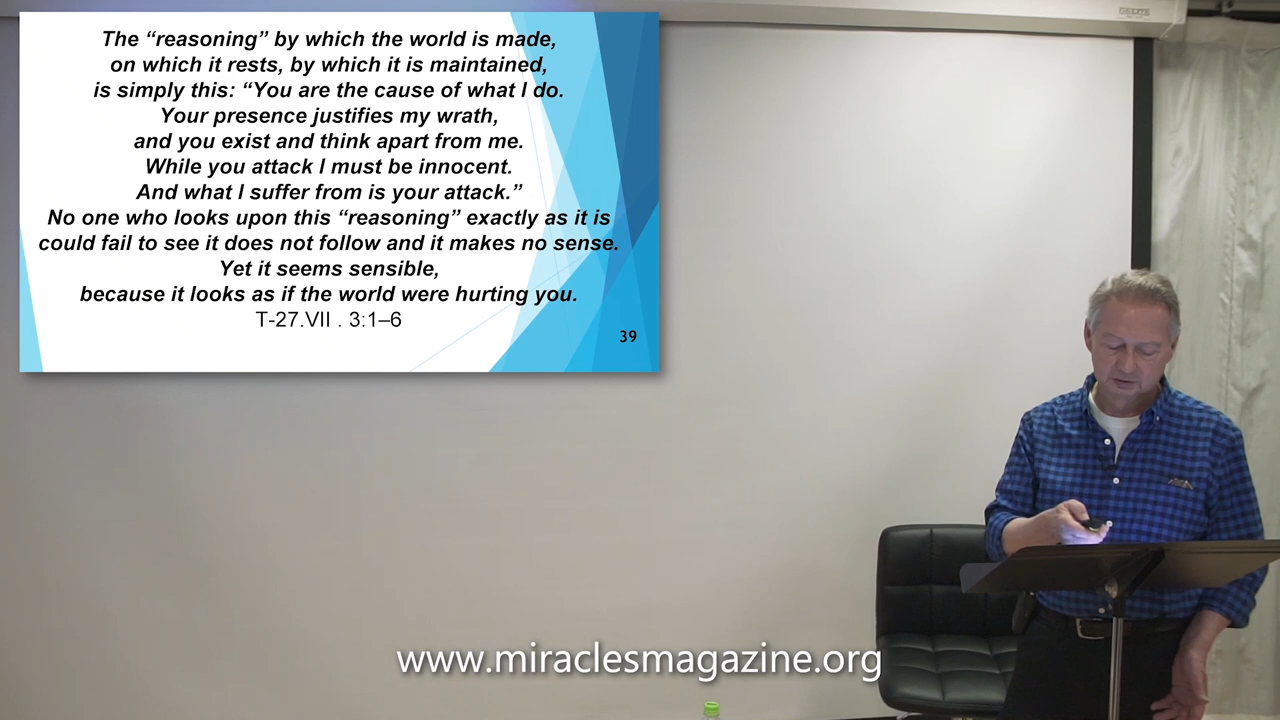 The “reasoning” by which the world is made,
on which it rests, by which it is maintained,
is simply this: “You are the cause of what I do.
Your presence justifies my wrath,
and you exist and think apart from me.
While you attack I must be innocent.
And what I suffer from is your attack.”
No one who looks upon this “reasoning” exactly as it is
could fail to see it does not follow and it makes no sense.
Yet it seems sensible,
because it looks as if the world were hurting you.
T-27.VII . 3:1–6
39
www.miraclesmagazine.org